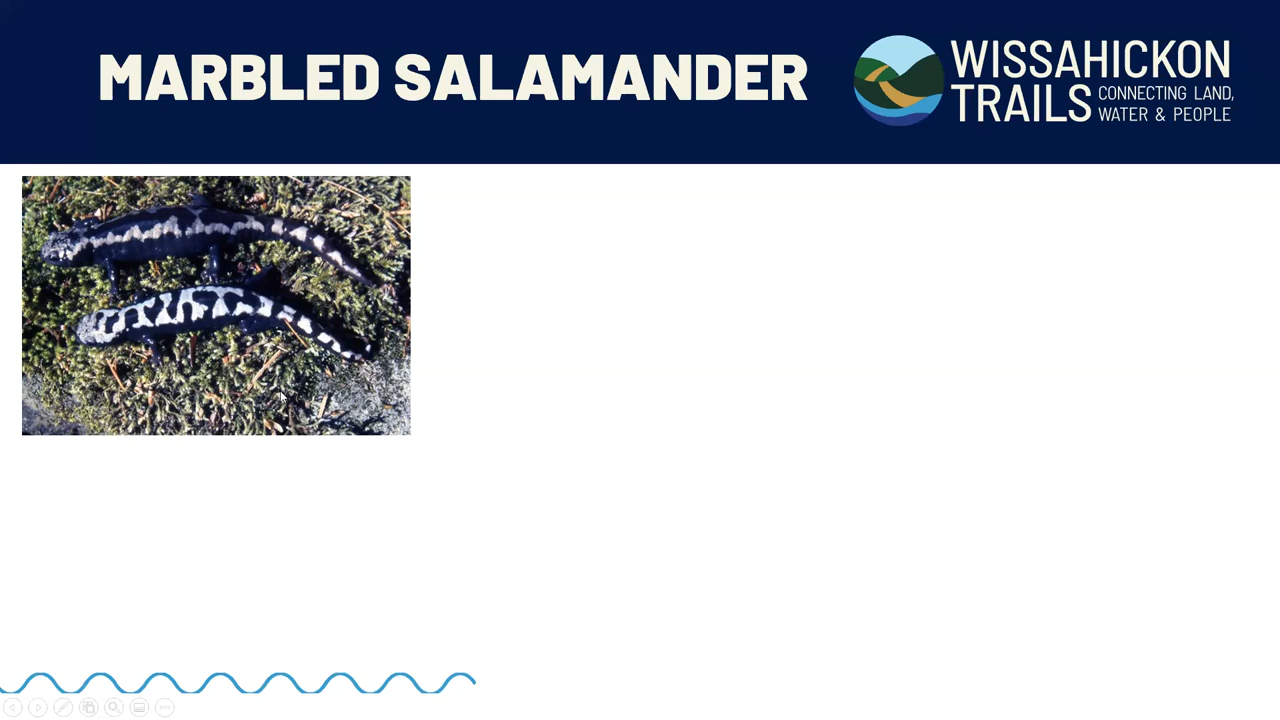 MARBLED SALAMANDER
WISSAHICKON
TRAILS CONNECTING LAND,
WATER & PEOPLE